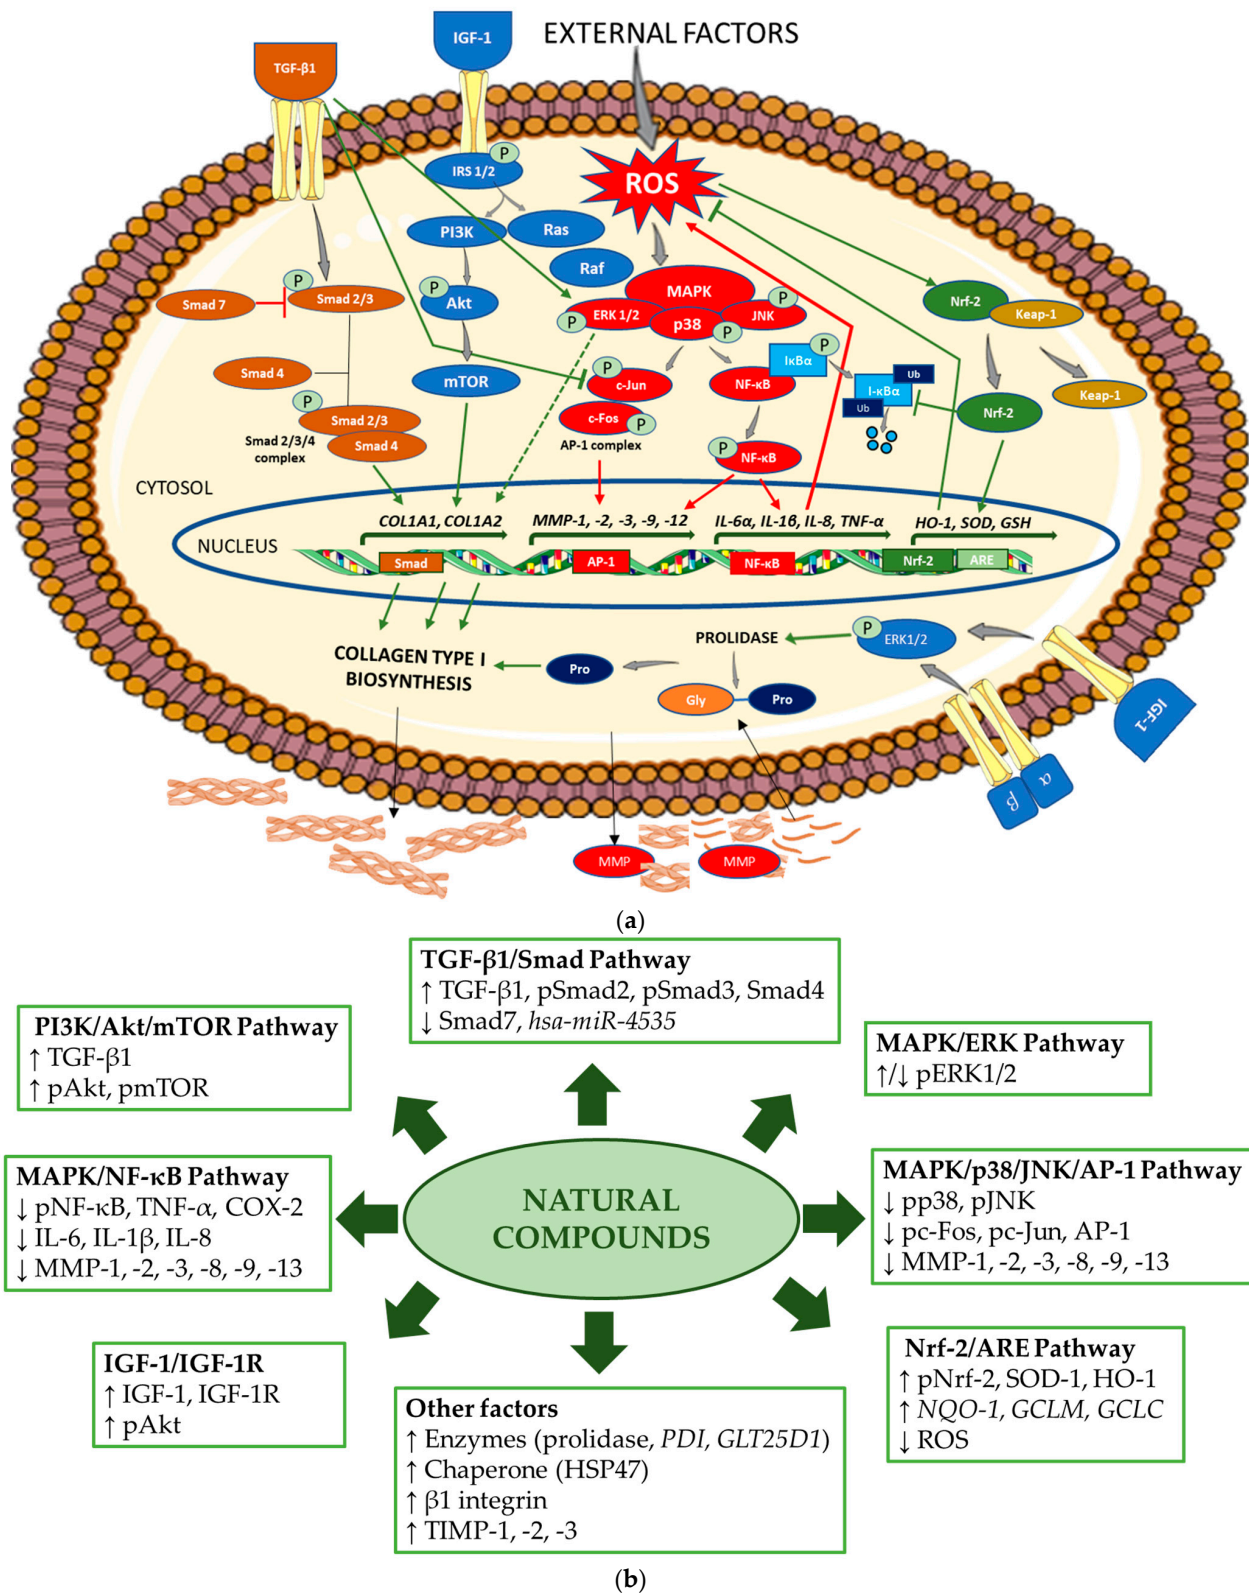 IGF-1
EXTERNAL FACTORS
TGF-β1
P
IRS 1/2
ROS
PI3K
Ras
Raf
MAPK
P
Smad 7
Smad 2/3
P
Akt
P
ERK 1/2
p38
P
JNK
P
Nrf-2
Keap-1
Smad 4
mTOR
P
c-Jun
c-Fos
P
AP-1 complex
NF-κB
IκBα
P
I-κBα
Ub
Ub
Nrf-2
Keap-1
P
Smad 2/3
Smad 4
Smad 2/3/4
complex
P
NF-κB
CYTOSOL
NUCLEUS
COL1A1, COL1A2
MMP-1, -2, -3, -9, -12
IL-6α, IL-1β, IL-8, TNF-α
HO-1, SOD, GSH
Smad
AP-1
NF-κB
Nrf-2
ARE
COLLAGEN TYPE I
BIOSYNTHESIS
Pro
PROLIDASE
P
ERK1/2
Gly
Pro
IGF-1
β
α
MMP
MMP
(a)
TGF-β1/Smad Pathway
↑ TGF-β1, pSmad2, pSmad3, Smad4
↓ Smad7, hsa-miR-4535
PI3K/Akt/mTOR Pathway
↑ TGF-β1
↑ pAkt, pmTOR
MAPK/ERK Pathway
↑/↓ pERK1/2
MAPK/NF-κB Pathway
↓ pNF-κB, TNF-α, COX-2
↓ IL-6, IL-1β, IL-8
↓ MMP-1, -2, -3, -8, -9, -13
NATURAL
COMPOUNDS
MAPK/p38/JNK/AP-1 Pathway
↓ pp38, pJNK
↓ pc-Fos, pc-Jun, AP-1
↓ MMP-1, -2, -3, -8, -9, -13
IGF-1/IGF-1R
↑ IGF-1, IGF-1R
↑ pAkt
Other factors
↑ Enzymes (prolidase, PDI, GLT25D1)
↑ Chaperone (HSP47)
↑ β1 integrin
↑ TIMP-1, -2, -3
Nrf-2/ARE Pathway
↑ pNrf-2, SOD-1, HO-1
↑ NQO-1, GCLM, GCLC
↓ ROS
(b)